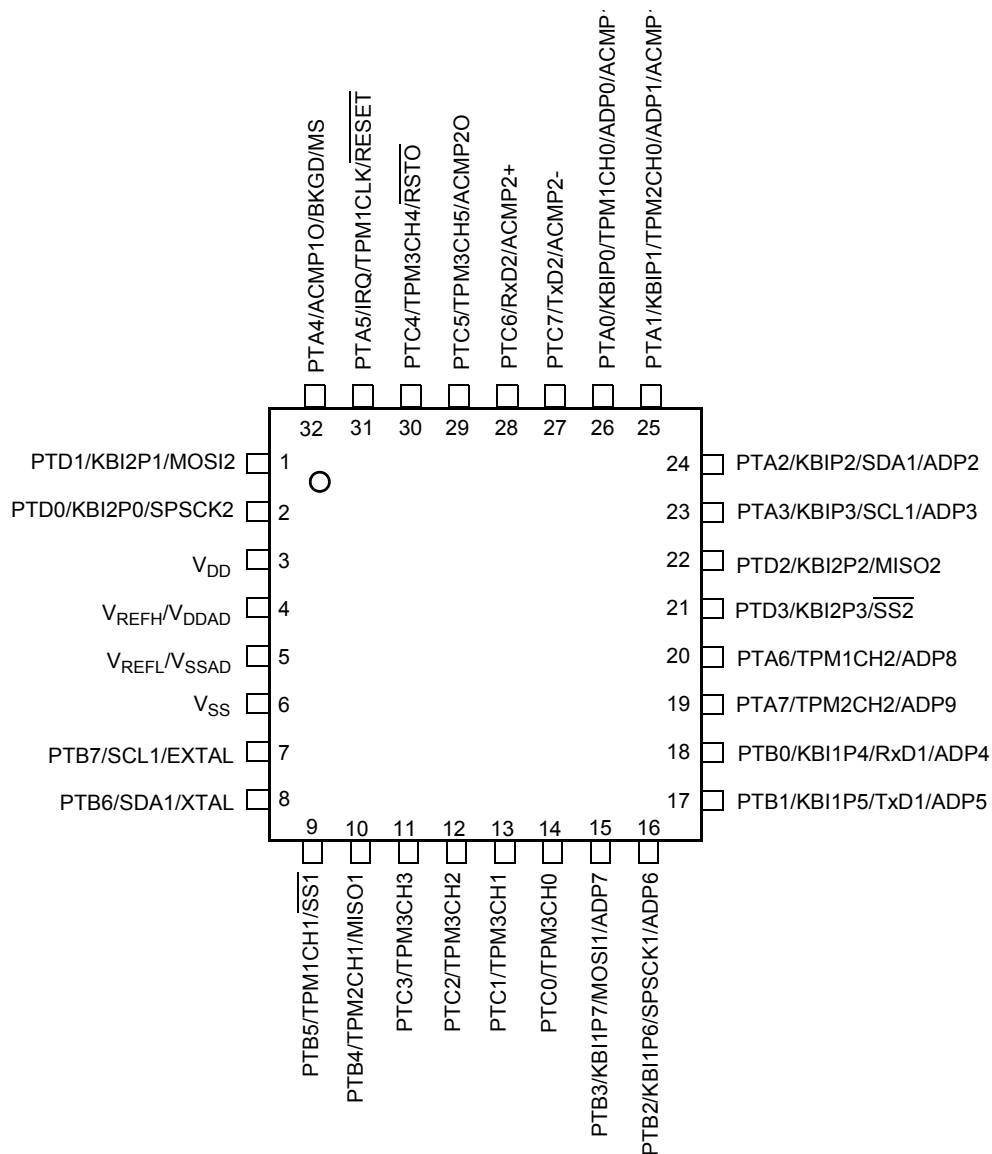 PTA4/ACMP1O/BKGD/MS
PTA5/IRQ/TPM1CLK/RESET
PTC4/TPM3CH4/RSTO
PTC5/TPM3CH5/ACMP2O
PTC6/RxD2/ACMP2+
PTC7/TxD2/ACMP2-
PTA0/KBIP0/TPM1CH0/ADP0/ACMP
PTA1/KBIP1/TPM2CH0/ADP1/ACMP
32 31 30 29 28 27 26 25
PTD1/KBI2P1/MOSI2 1
PTD0/KBI2P0/SPSCK2 2
VDD 3
VREFH/VDDAD 4
VREFL/VSSAD 5
VSS 6
PTB7/SCL1/EXTAL 7
PTB6/SDA1/XTAL 8
24 PTA2/KBIP2/SDA1/ADP2
23 PTA3/KBIP3/SCL1/ADP3
22 PTD2/KBI2P2/MISO2
21 PTD3/KBI2P3/SS2
20 PTA6/TPM1CH2/ADP8
19 PTA7/TPM2CH2/ADP9
18 PTB0/KBI1P4/RxD1/ADP4
17 PTB1/KBI1P5/TxD1/ADP5
9 10 11 12 13 14 15 16
PTB5/TPM1CH1/SS1
PTB4/TPM2CH1/MISO1
PTC3/TPM3CH3
PTC2/TPM3CH2
PTC1/TPM3CH1
PTC0/TPM3CH0
PTB3/KBI1P7/MOSI1/ADP7
PTB2/KBI1P6/SPSCK1/ADP6